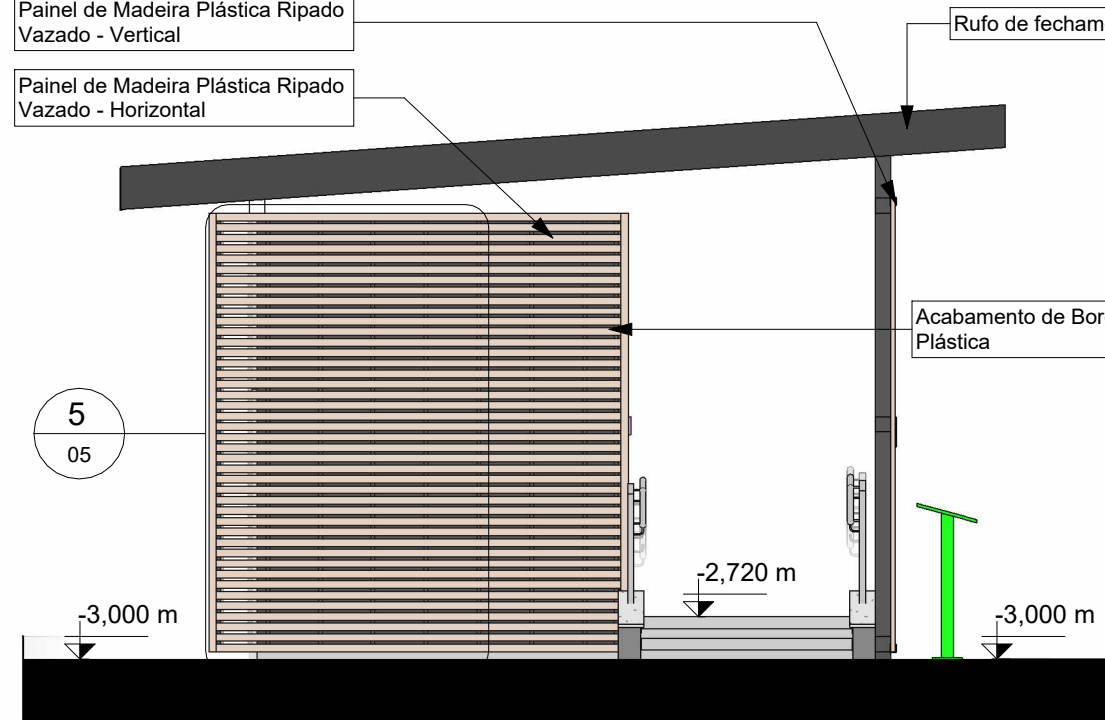 Painel de Madeira Plástica Ripado
Vazado - Vertical
Rufo de fecham
Painel de Madeira Plástica Ripado
Vazado - Horizontal
Acabamento de Bor
Plástica
5
05
-2,720 m
-3,000 m
-3,000 m